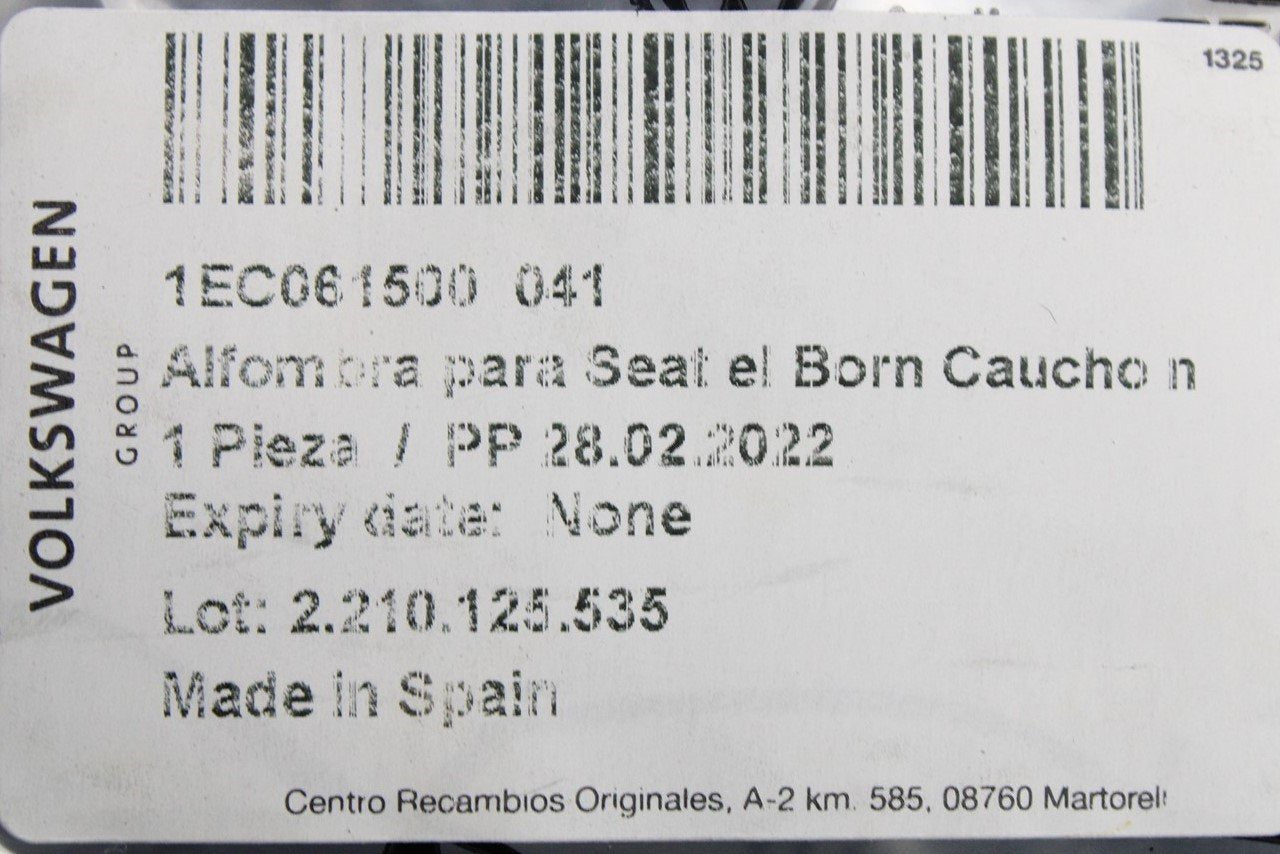 1325
VOLKSWAGEN
GROUP
1EC061500 041
Alfombra para Seat el Born Caucho n
1 Pieza / PP 28.02.2022
Expiry date: None
Lot: 2.210.125.535
Made in Spain
Centro Recambios Originales, A-2 km. 585, 08760 Martorell